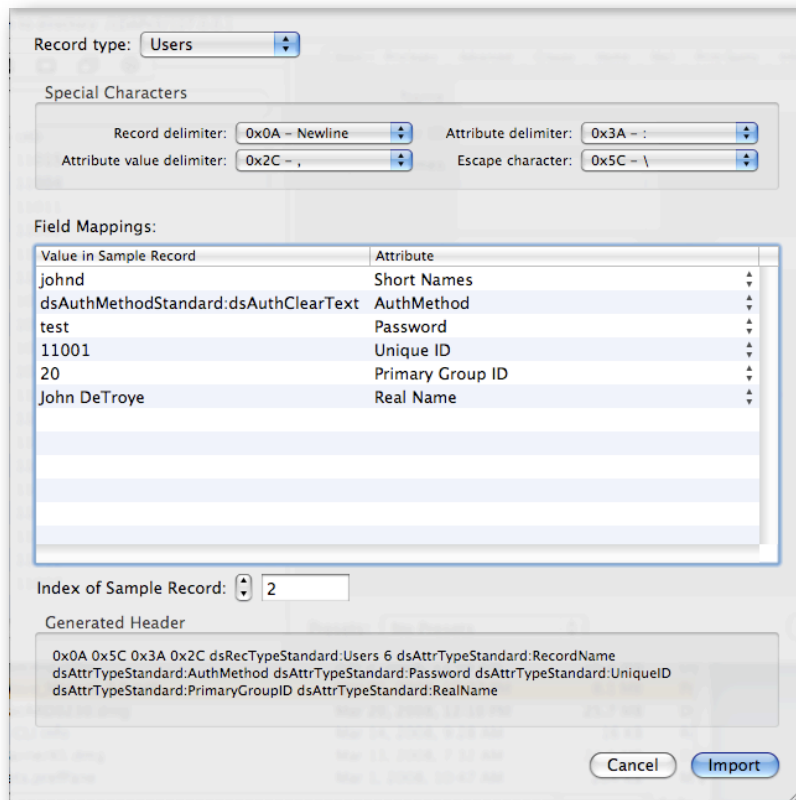 Record type: Users
Special Characters
Record delimiter: 0x0A – Newline Attribute delimiter: 0x3A – :
Attribute value delimiter: 0x2C – , Escape character: 0x5C – \
Field Mappings:
Value in Sample Record Attribute
johnd Short Names
dsAuthMethodStandard:dsAuthClearText AuthMethod
test Password
11001 Unique ID
20 Primary Group ID
John DeTroye Real Name
Index of Sample Record: 2
Generated Header
0x0A 0x5C 0x3A 0x2C dsRecTypeStandard:Users 6 dsAttrTypeStandard:RecordName
dsAttrTypeStandard:AuthMethod dsAttrTypeStandard:Password dsAttrTypeStandard:UniqueID
dsAttrTypeStandard:PrimaryGroupID dsAttrTypeStandard:RealName
Cancel Import